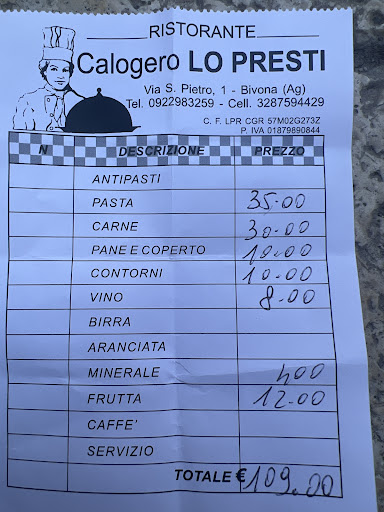 RISTORANTE
Calogero LO PRESTI
Via S. Pietro, 1 - Bivona (Ag)
Tel. 0922983259 - Cell. 3287594429
C. F. LPR CGR 57M02G273Z
P. IVA 01879890844
N DESCRIZIONE PREZZO
ANTIPASTI
PASTA 35.00
CARNE 30.00
PANE E COPERTO 10.00
CONTORNI 10.00
VINO 8.00
BIRRA
ARANCIATA
MINERALE 400
FRUTTA 12.00
CAFFE'
SERVIZIO
TOTALE € 109.00